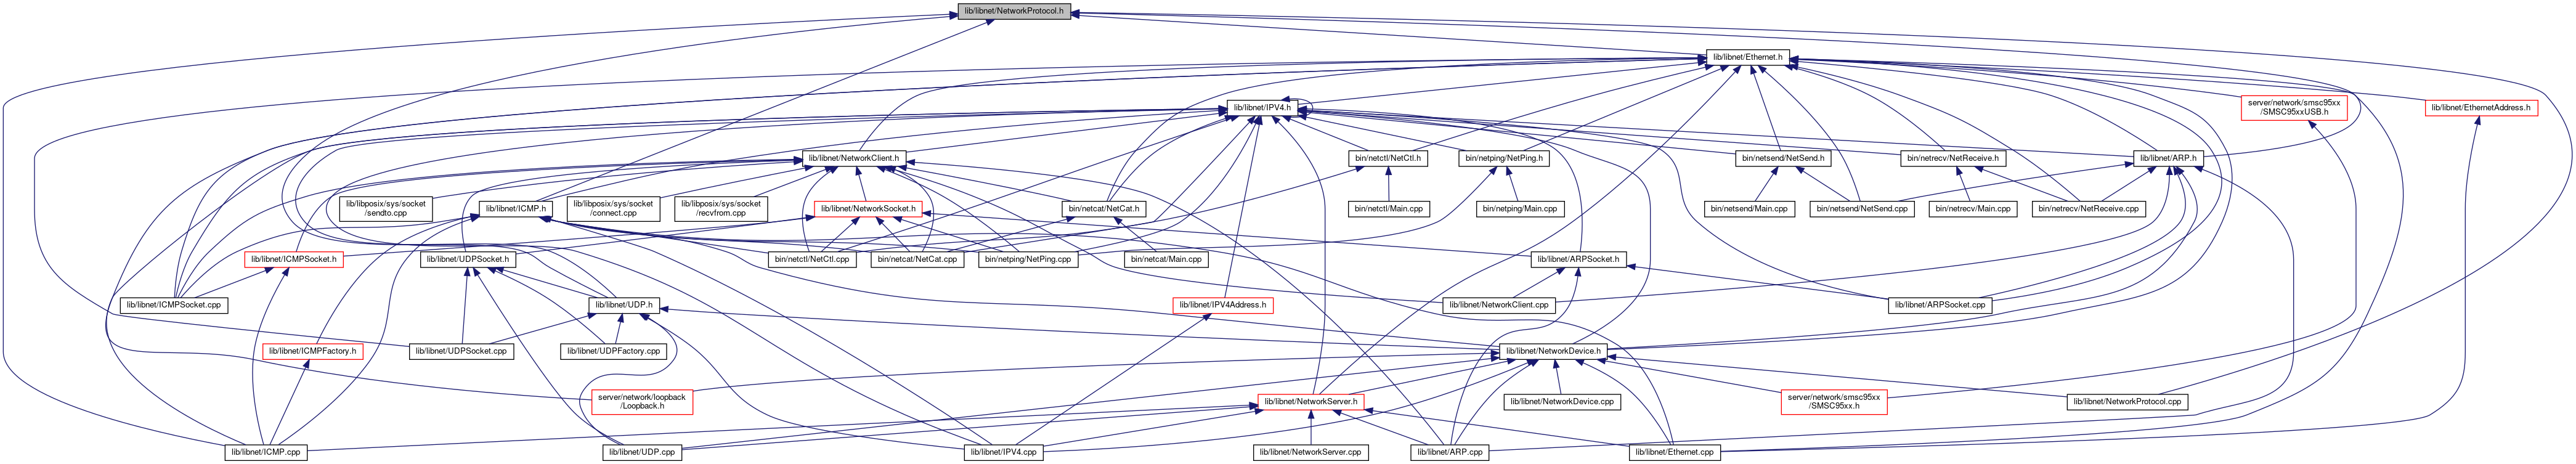 lib/libnet/NetworkProtocol.h
lib/libnet/Ethernet.h
lib/libnet/IPV4.h
server/network/smsc95xx
/SMSC95xxUSB.h
lib/libnet/EthernetAddress.h
lib/libnet/NetworkClient.h
bin/netctl/NetCtl.h
bin/netping/NetPing.h
bin/netsend/NetSend.h
bin/netrecv/NetReceive.h
lib/libnet/ARP.h
lib/libposix/sys/socket
/sendto.cpp
lib/libnet/ICMP.h
lib/libposix/sys/socket
/connect.cpp
lib/libposix/sys/socket
/recvfrom.cpp
lib/libnet/NetworkSocket.h
bin/netcat/NetCat.h
bin/netctl/Main.cpp
bin/netping/Main.cpp
bin/netsend/Main.cpp
bin/netsend/NetSend.cpp
bin/netrecv/Main.cpp
bin/netrecv/NetReceive.cpp
lib/libnet/ICMPSocket.h
lib/libnet/UDPSocket.h
bin/netctl/NetCtl.cpp
bin/netcat/NetCat.cpp
bin/netping/NetPing.cpp
bin/netcat/Main.cpp
lib/libnet/ARPSocket.h
lib/libnet/ICMPSocket.cpp
lib/libnet/UDP.h
lib/libnet/NetworkClient.cpp
lib/libnet/IPV4Address.h
lib/libnet/ARPSocket.cpp
lib/libnet/ICMPFactory.h
lib/libnet/UDPSocket.cpp
lib/libnet/UDPFactory.cpp
lib/libnet/NetworkDevice.h
server/network/loopback
/Loopback.h
lib/libnet/NetworkServer.h
lib/libnet/NetworkDevice.cpp
server/network/smsc95xx
/SMSC95xx.h
lib/libnet/NetworkProtocol.cpp
lib/libnet/ICMP.cpp
lib/libnet/UDP.cpp
lib/libnet/IPV4.cpp
lib/libnet/NetworkServer.cpp
lib/libnet/ARP.cpp
lib/libnet/Ethernet.cpp